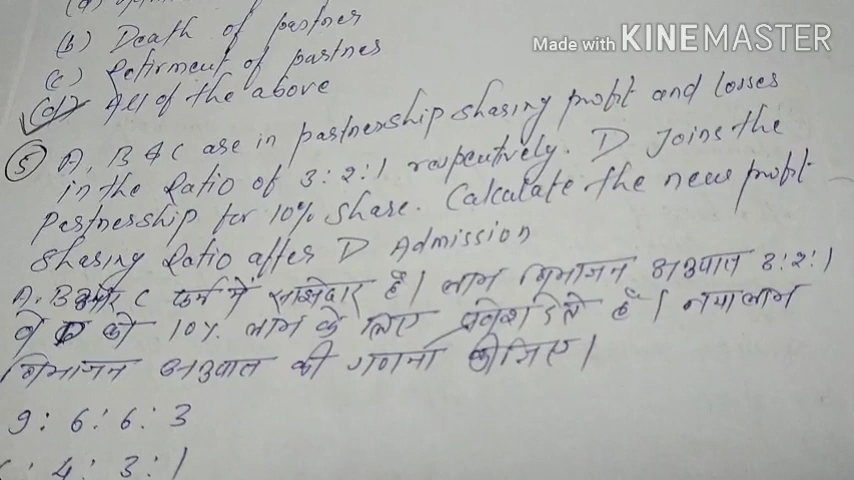 (b) Death of partner
(c) Retirment of partner
(d) All of the above
Made with KINEMASTER
5 A, B & C are in partnership sharing profit and losses
in the Ratio of 3:2:1 respectively. D Joins the
partnership for 10% share. Calculate the new profit
sharing Ratio after D Admission
A, B और C फर्म में साझेदार हैं। लाभ विभाजन अनुपात 3:2:1
वे D को 10% लाभ के लिए प्रवेश देते हैं। नया लाभ
विभाजन अनुपात की गणना कीजिए।
9:6:6:3
: 4:3:1